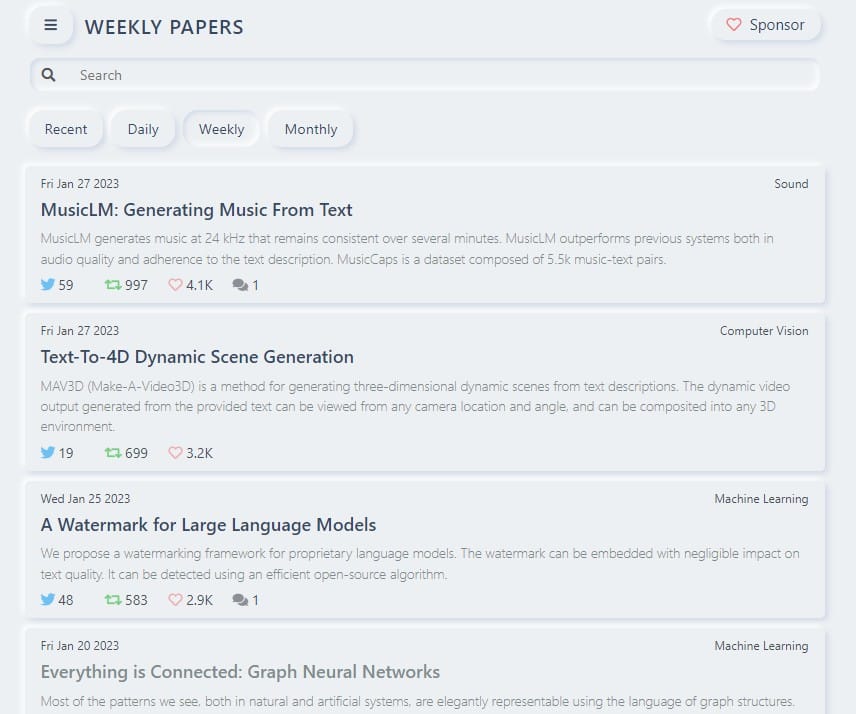 WEEKLY PAPERS
Sponsor
Search
Recent Daily Weekly Monthly
Fri Jan 27 2023 Sound
MusicLM: Generating Music From Text
MusicLM generates music at 24 kHz that remains consistent over several minutes. MusicLM outperforms previous systems both in
audio quality and adherence to the text description. MusicCaps is a dataset composed of 5.5k music-text pairs.
59 997 4.1K 1
Fri Jan 27 2023 Computer Vision
Text-To-4D Dynamic Scene Generation
MAV3D (Make-A-Video3D) is a method for generating three-dimensional dynamic scenes from text descriptions. The dynamic video
output generated from the provided text can be viewed from any camera location and angle, and can be composited into any 3D
environment.
19 699 3.2K
Wed Jan 25 2023 Machine Learning
A Watermark for Large Language Models
We propose a watermarking framework for proprietary language models. The watermark can be embedded with negligible impact on
text quality. It can be detected using an efficient open-source algorithm.
48 583 2.9K 1
Fri Jan 20 2023 Machine Learning
Everything is Connected: Graph Neural Networks
Most of the patterns we see, both in natural and artificial systems, are elegantly representable using the language of graph structures.